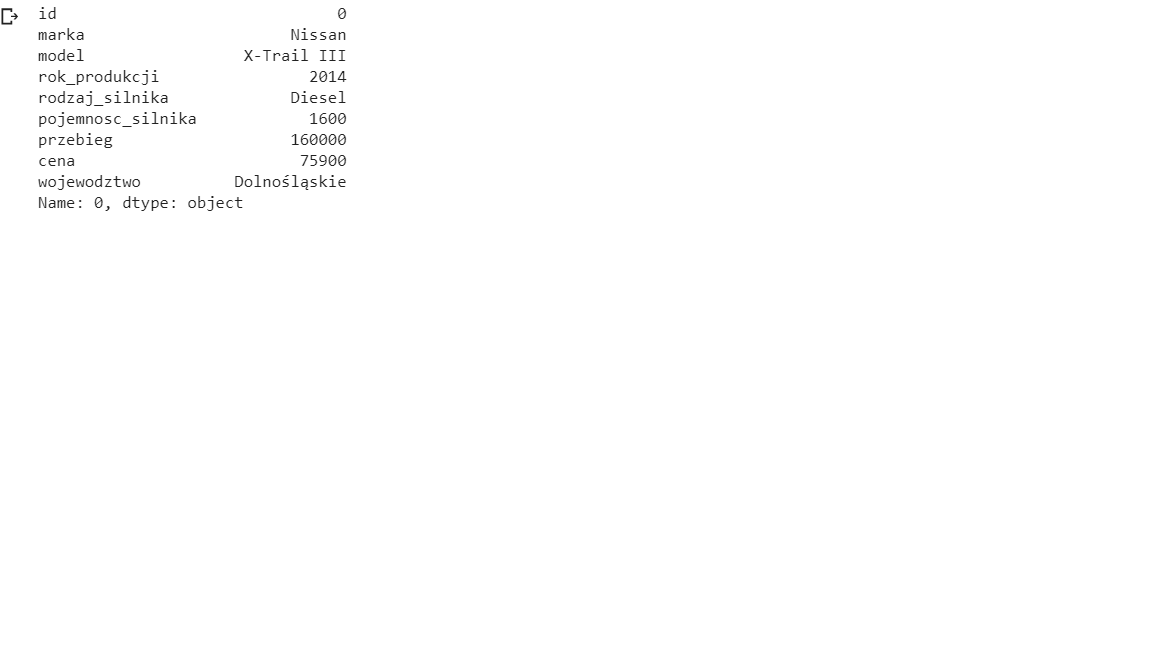 id 0
marka Nissan
model X-Trail III
rok_produkcji 2014
rodzaj_silnika Diesel
pojemnosc_silnika 1600
przebieg 160000
cena 75900
wojewodztwo Dolnośląskie
Name: 0, dtype: object